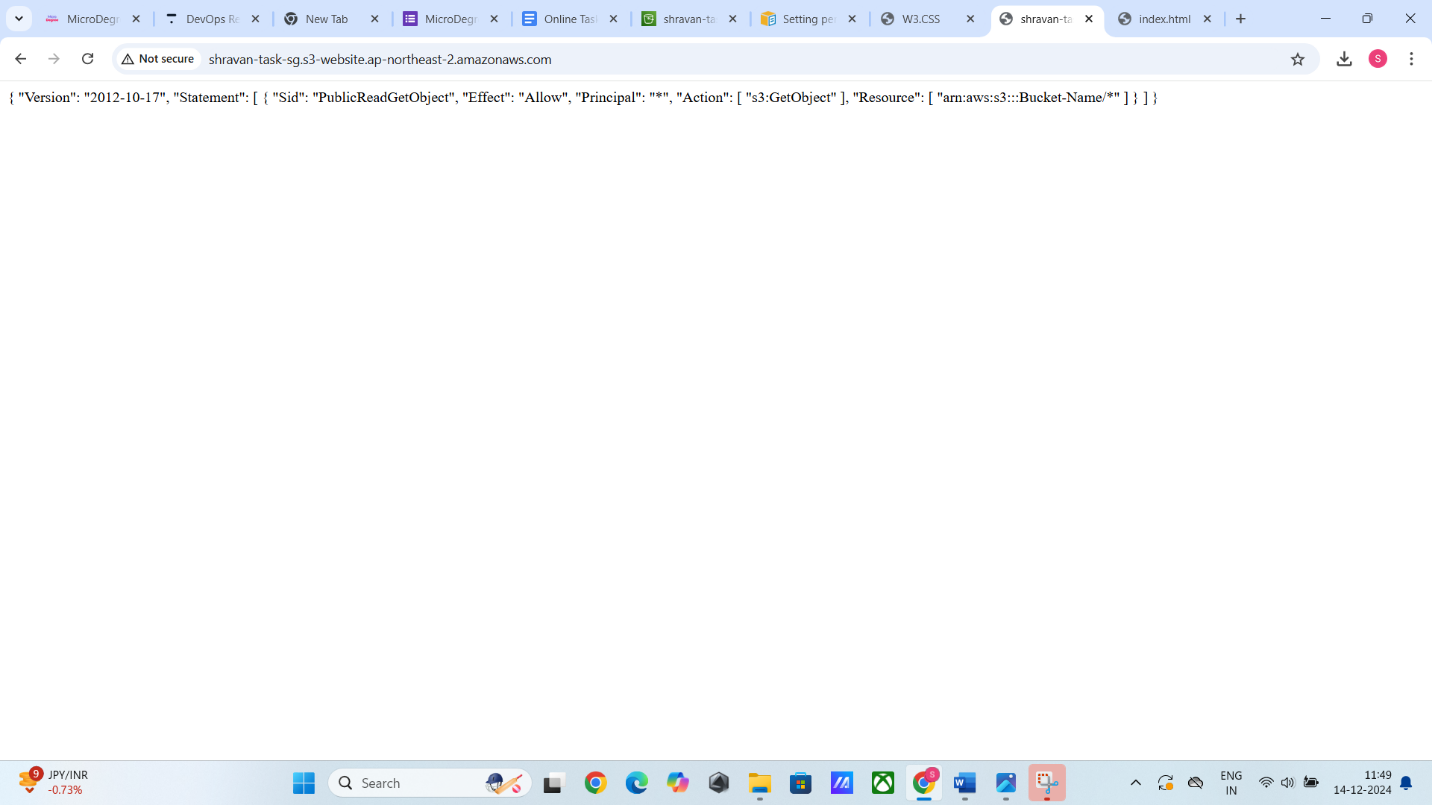 MicroDegr
DevOps Re
New Tab
MicroDegr
Online Tas
shravan-ta
Setting pe
W3.CSS
shravan-ta
index.html
Not secure
shravan-task-sg.s3-website.ap-northeast-2.amazonaws.com
S
{ "Version": "2012-10-17", "Statement": [ { "Sid": "PublicReadGetObject", "Effect": "Allow", "Principal": "*", "Action": [ "s3:GetObject" ], "Resource": [ "arn:aws:s3:::Bucket-Name/*" ] } ] }
9
JPY/INR
-0.73%
Search
S
ENG
IN
11:49
14-12-2024